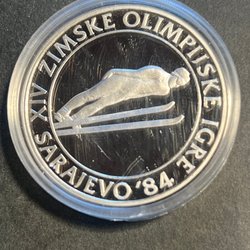 XIV ZIMSKE OLIMPIJSKE IGRE
SARAJEVO '84